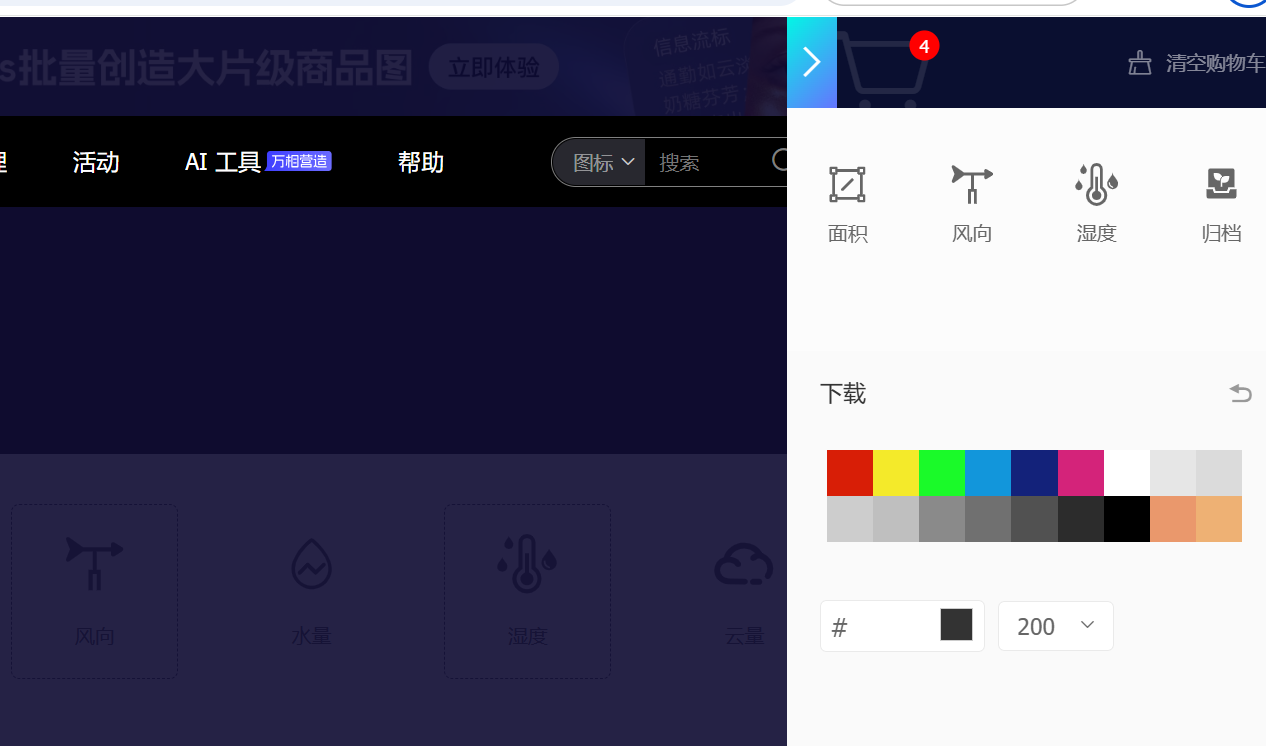 s批量创造大片级商品图
立即体验
信息流标
通勤如云淡
奶糖芬芳
4
清空购物车
理
活动
AI 工具
万相营造
帮助
图标
搜索
面积
风向
湿度
归档
下载
#
200
风向
水量
湿度
云量